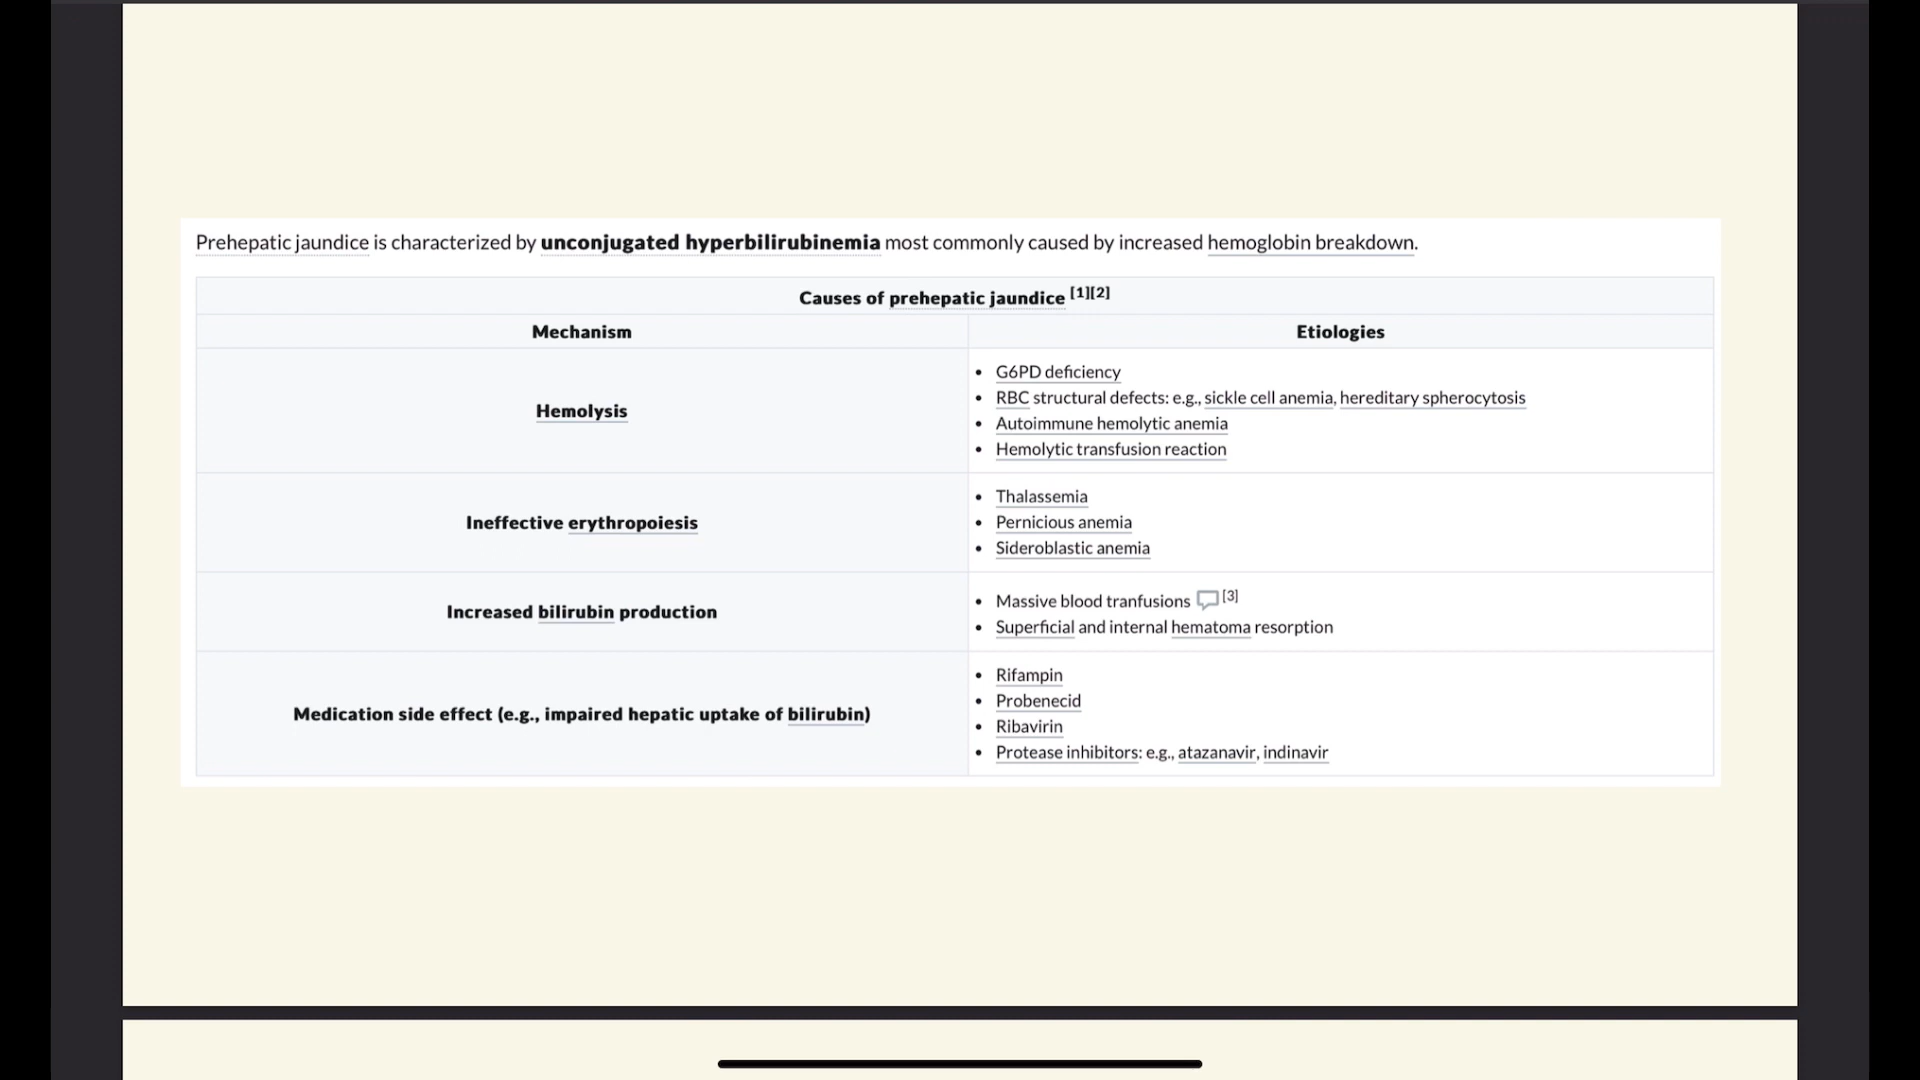 Prehepatic jaundice is characterized by unconjugated hyperbilirubinemia most commonly caused by increased hemoglobin breakdown.
Causes of prehepatic jaundice [1][2]
Mechanism
Etiologies
Hemolysis
• G6PD deficiency
• RBC structural defects: e.g., sickle cell anemia, hereditary spherocytosis
• Autoimmune hemolytic anemia
• Hemolytic transfusion reaction
Ineffective erythropoiesis
• Thalassemia
• Pernicious anemia
• Sideroblastic anemia
Increased bilirubin production
• Massive blood tranfusions [3]
• Superficial and internal hematoma resorption
Medication side effect (e.g., impaired hepatic uptake of bilirubin)
• Rifampin
• Probenecid
• Ribavirin
• Protease inhibitors: e.g., atazanavir, indinavir